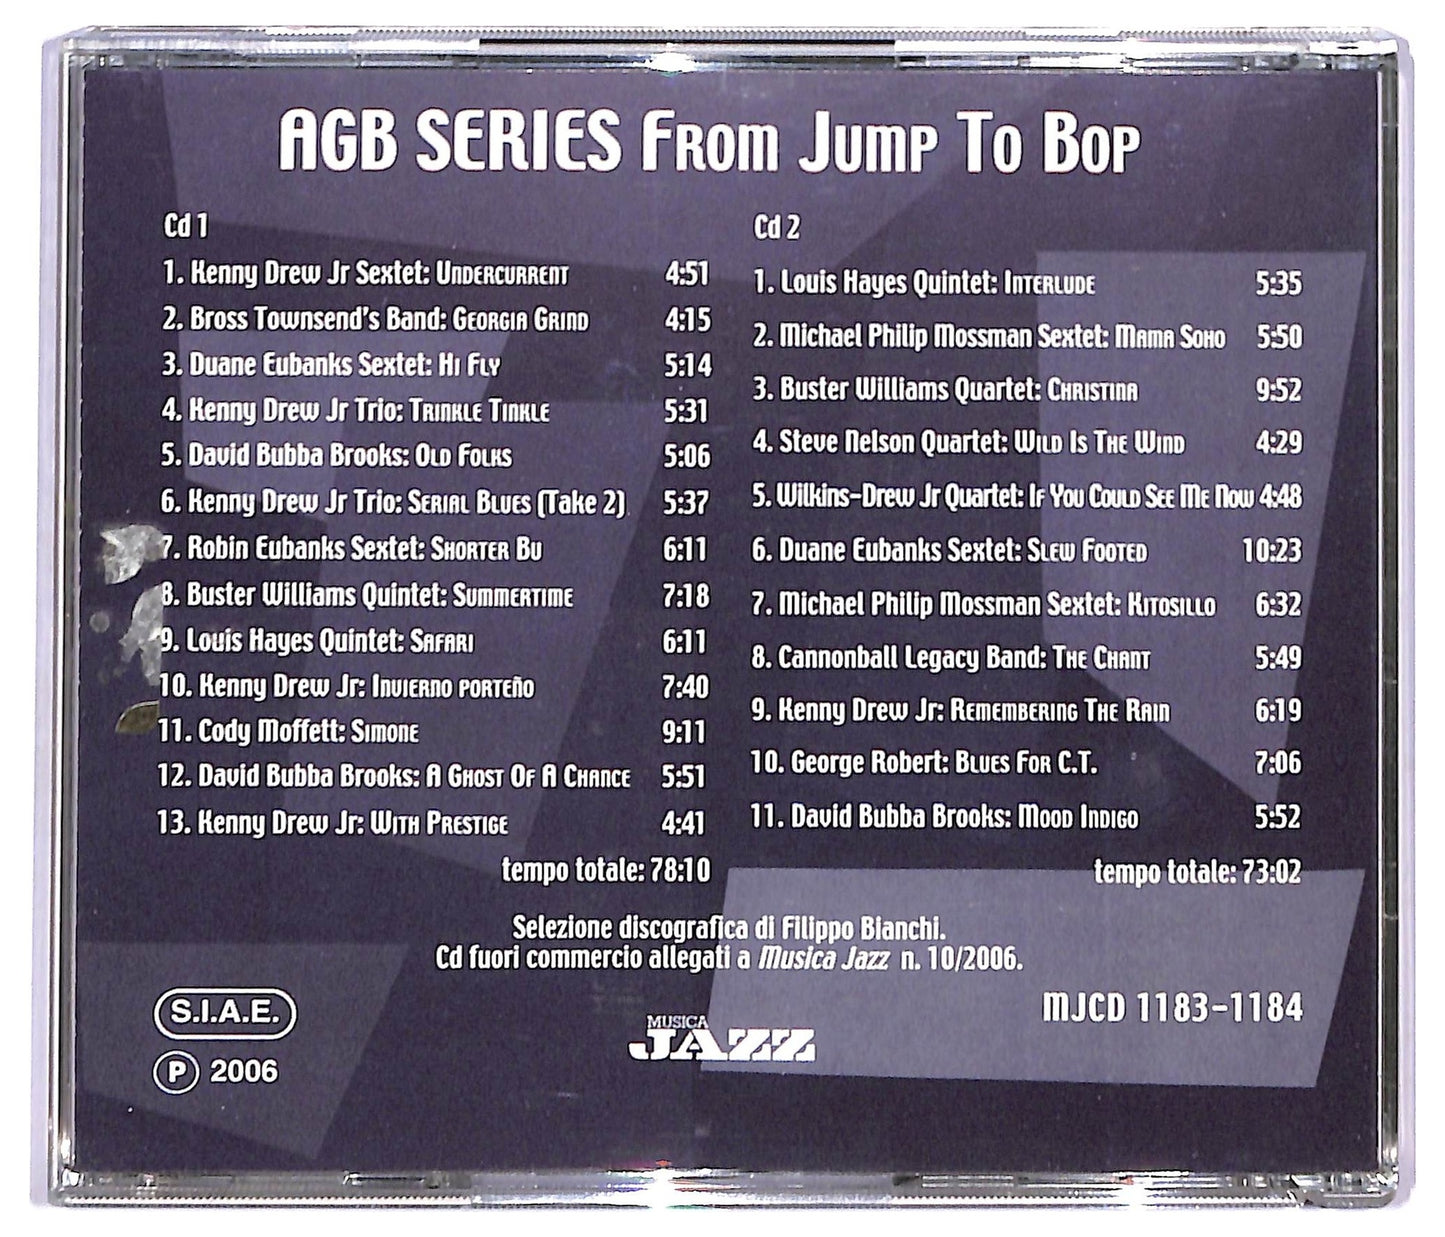 AGB SERIES From Jump To Bop
Cd 1
1. Kenny Drew Jr Sextet: Undercurrent 4:51
2. Bross Townsend's Band: Georgia Grind 4:15
3. Duane Eubanks Sextet: Hi Fly 5:14
4. Kenny Drew Jr Trio: Trinkle Tinkle 5:31
5. David Bubba Brooks: Old Folks 5:06
6. Kenny Drew Jr Trio: Serial Blues (Take 2) 5:37
7. Robin Eubanks Sextet: Shorter Bu 6:11
8. Buster Williams Quintet: Summertime 7:18
9. Louis Hayes Quintet: Safari 6:11
10. Kenny Drew Jr: Invierno porteño 7:40
11. Cody Moffett: Simone 9:11
12. David Bubba Brooks: A Ghost Of A Chance 5:51
13. Kenny Drew Jr: With Prestige 4:41
tempo totale: 78:10
Cd 2
1. Louis Hayes Quintet: Interlude 5:35
2. Michael Philip Mossman Sextet: Mama Soho 5:50
3. Buster Williams Quartet: Christina 9:52
4. Steve Nelson Quartet: Wild Is The Wind 4:29
5. Wilkins-Drew Jr Quartet: If You Could See Me Now 4:48
6. Duane Eubanks Sextet: Slew Footed 10:23
7. Michael Philip Mossman Sextet: Kitosillo 6:32
8. Cannonball Legacy Band: The Chant 5:49
9. Kenny Drew Jr: Remembering The Rain 6:19
10. George Robert: Blues For C.T. 7:06
11. David Bubba Brooks: Mood Indigo 5:52
tempo totale: 73:02
Selezione discografica di Filippo Bianchi.
Cd fuori commercio allegati a Musica Jazz n. 10/2006.
S.I.A.E.
℗ 2006
MUSICA
JAZZ
MJCD 1183-1184